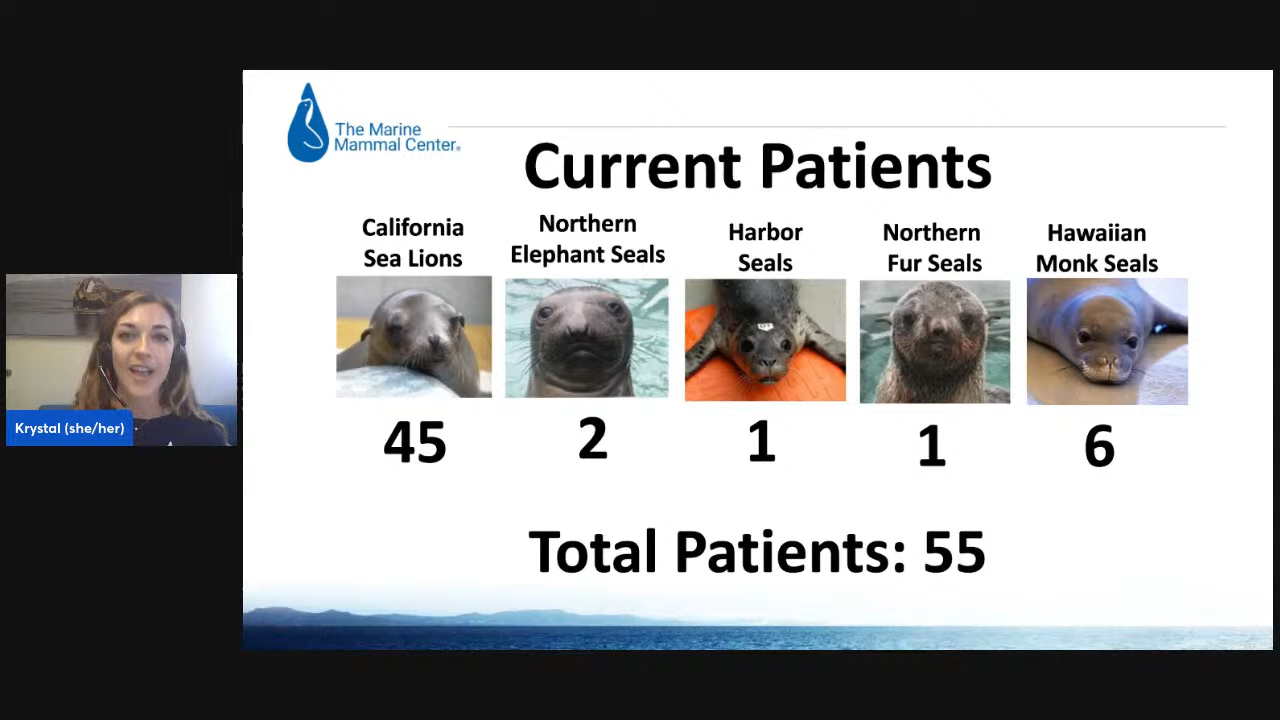 The Marine
Mammal Center®
Current Patients
California
Sea Lions
Northern
Elephant Seals
Harbor
Seals
Northern
Fur Seals
Hawaiian
Monk Seals
45
2
1
1
6
Total Patients: 55
Krystal (she/her)